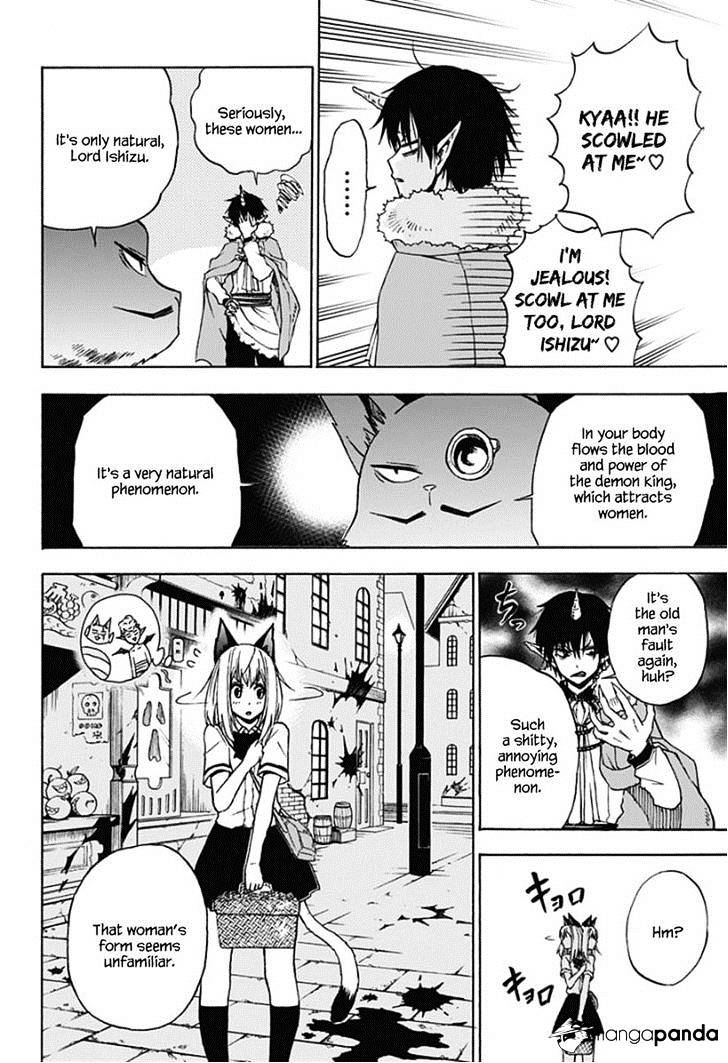 KYAA!! HE
SCOWLED
AT ME~♡
I'M
JEALOUS!
SCOWL AT ME
TOO, LORD
ISHIZU~♡
......
Seriously,
these women...
It's only natural,
Lord Ishizu.
In your body
flows the blood
and power of
the demon king,
which attracts
women.
It's a very natural
phenomenon.
It's
the old
man's
fault
again,
huh?
ちっ
Such
a shitty,
annoying
phenome-
non.
Hm?
キョロ
キョロ
That woman's
form seems
unfamiliar.
mangapanda